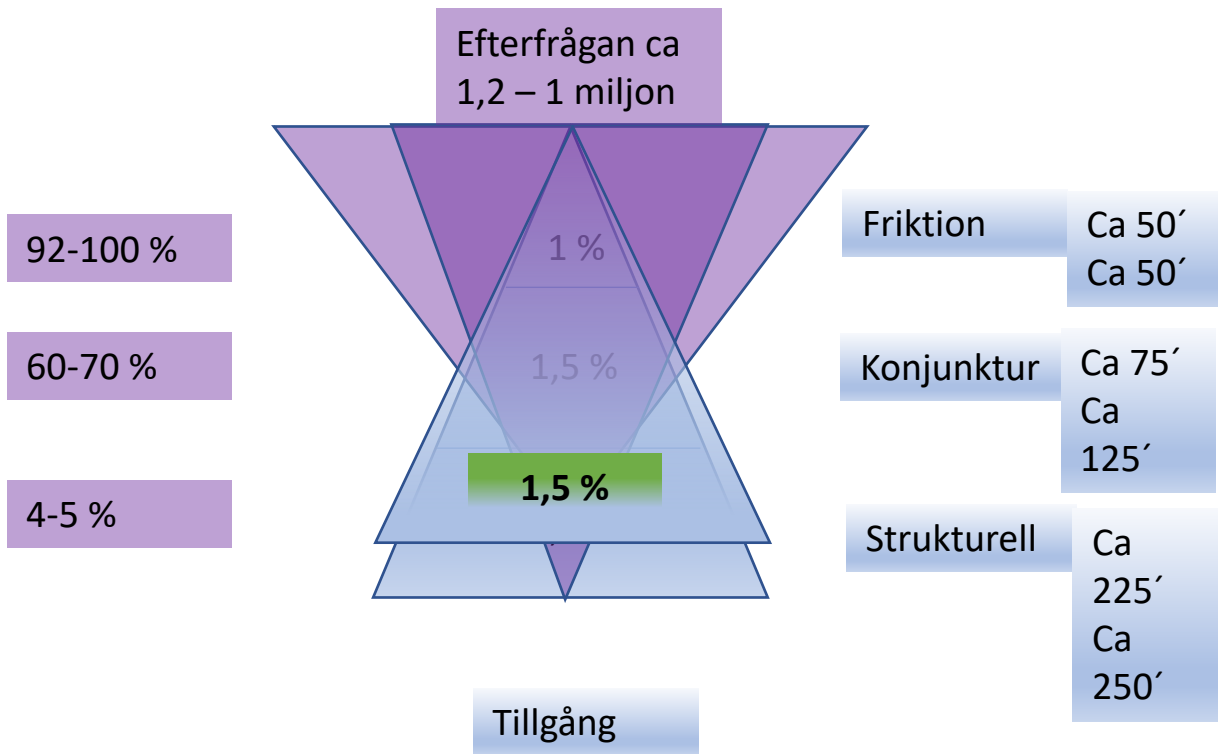 Efterfrågan ca
1,2 – 1 miljon
92-100 %
60-70 %
4-5 %
1 %
1,5 %
1,5 %
Friktion
Ca 50´
Ca 50´
Konjunktur
Ca 75´
Ca
125´
Strukturell
Ca
225´
Ca
250´
Tillgång